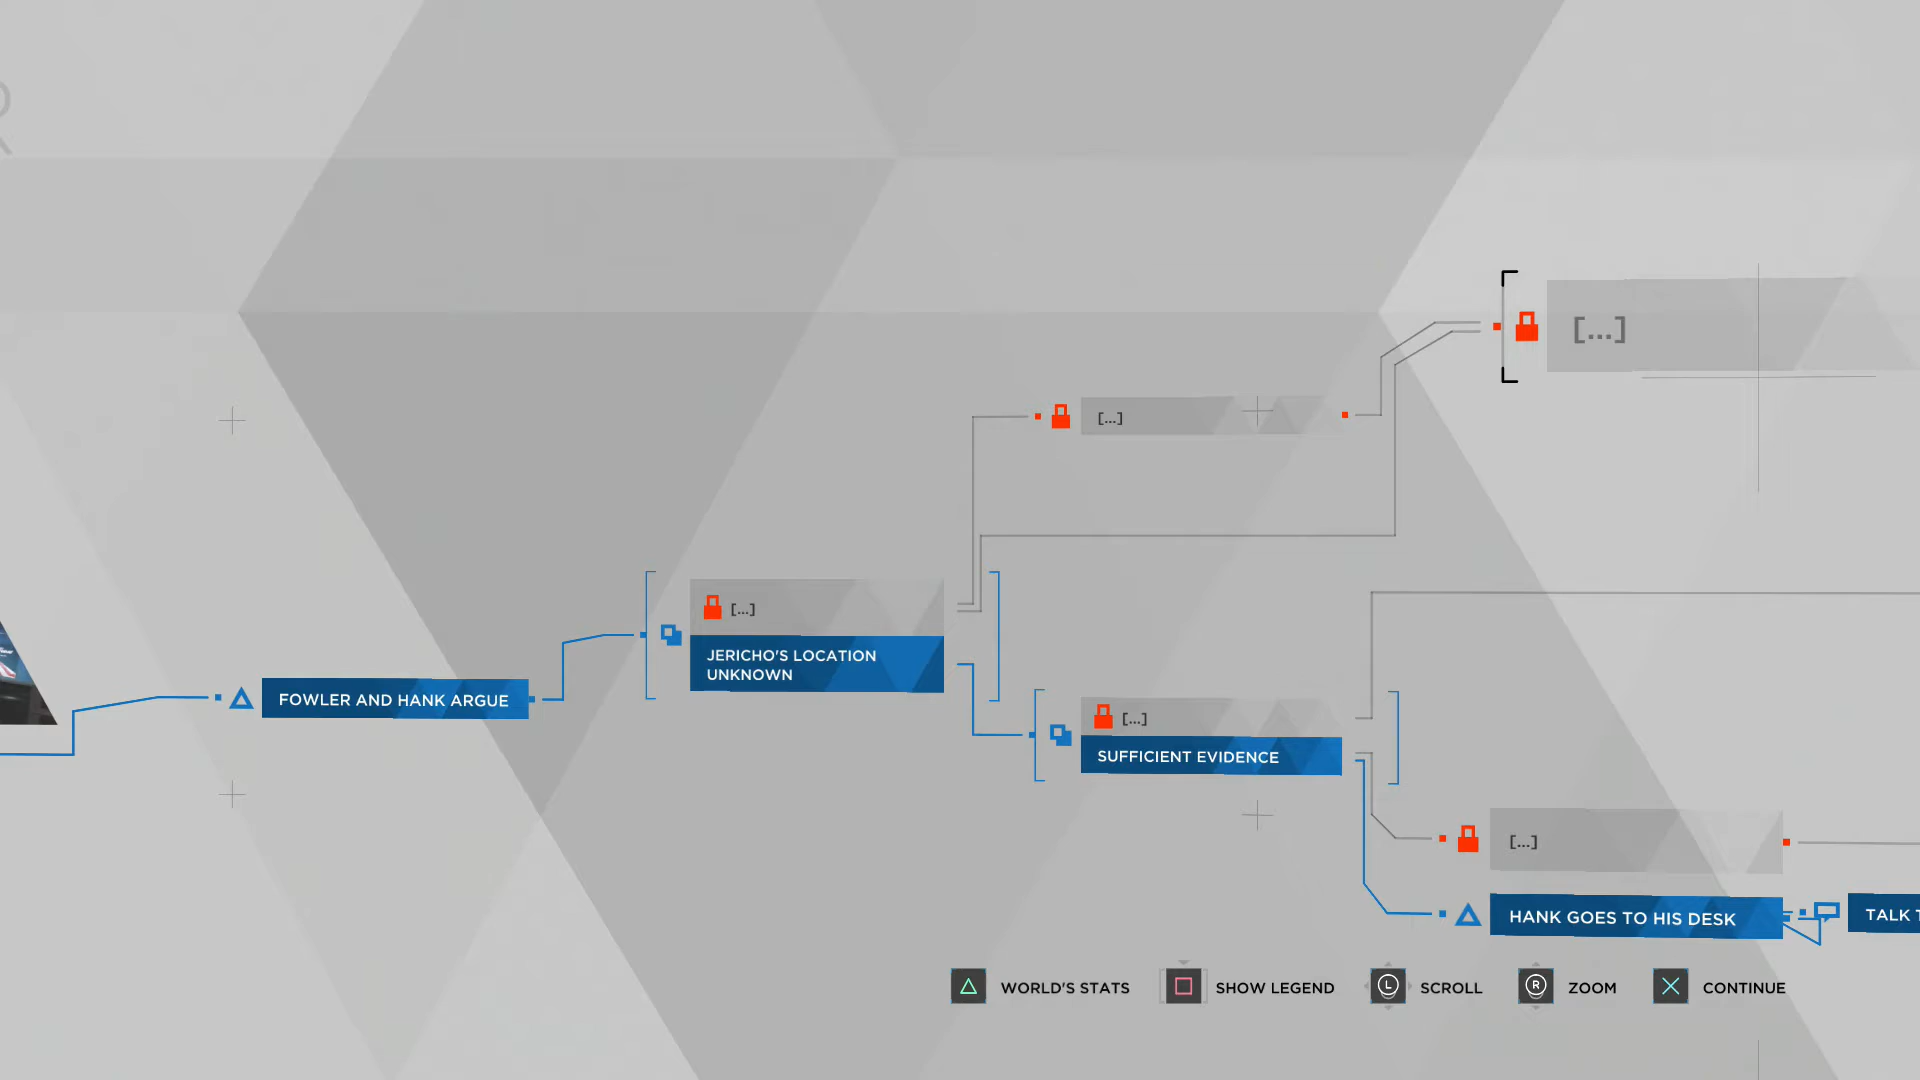 R
[...]
[...]
[...]
JERICHO'S LOCATION
UNKNOWN
FOWLER AND HANK ARGUE
[...]
SUFFICIENT EVIDENCE
[...]
HANK GOES TO HIS DESK
TALK
WORLD'S STATS
SHOW LEGEND
L
SCROLL
R
ZOOM
CONTINUE